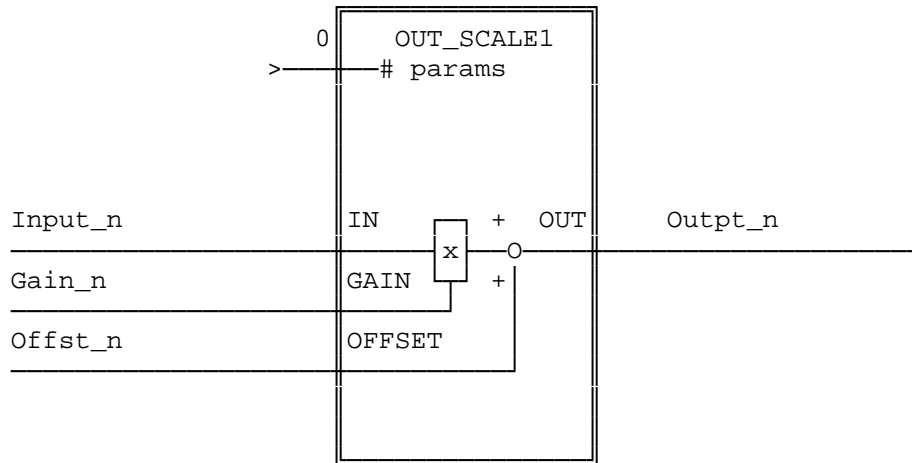 0 OUT_SCALE1
># params
Input_n IN + OUT Outpt_n
x O
Gain_n GAIN +
Offst_n OFFSET